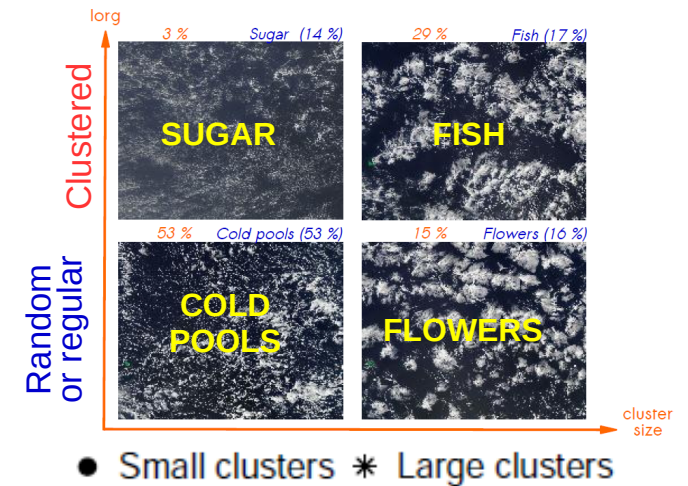 Iorg
3 % Sugar (14 %) 29 % Fish (17 %)
Clustered
SUGAR FISH
53 % Cold pools (53 %) 15 % Flowers (16 %)
Random
or regular
COLD
POOLS
FLOWERS
cluster
size
● Small clusters ✳ Large clusters